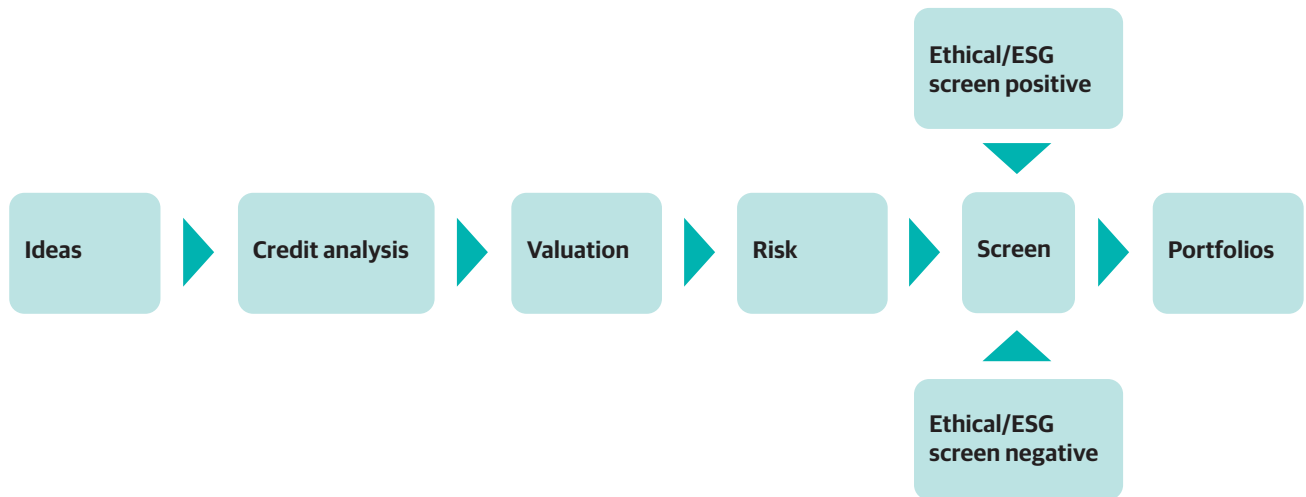 Ethical/ESG
screen positive
Ideas
Credit analysis
Valuation
Risk
Screen
Portfolios
Ethical/ESG
screen negative